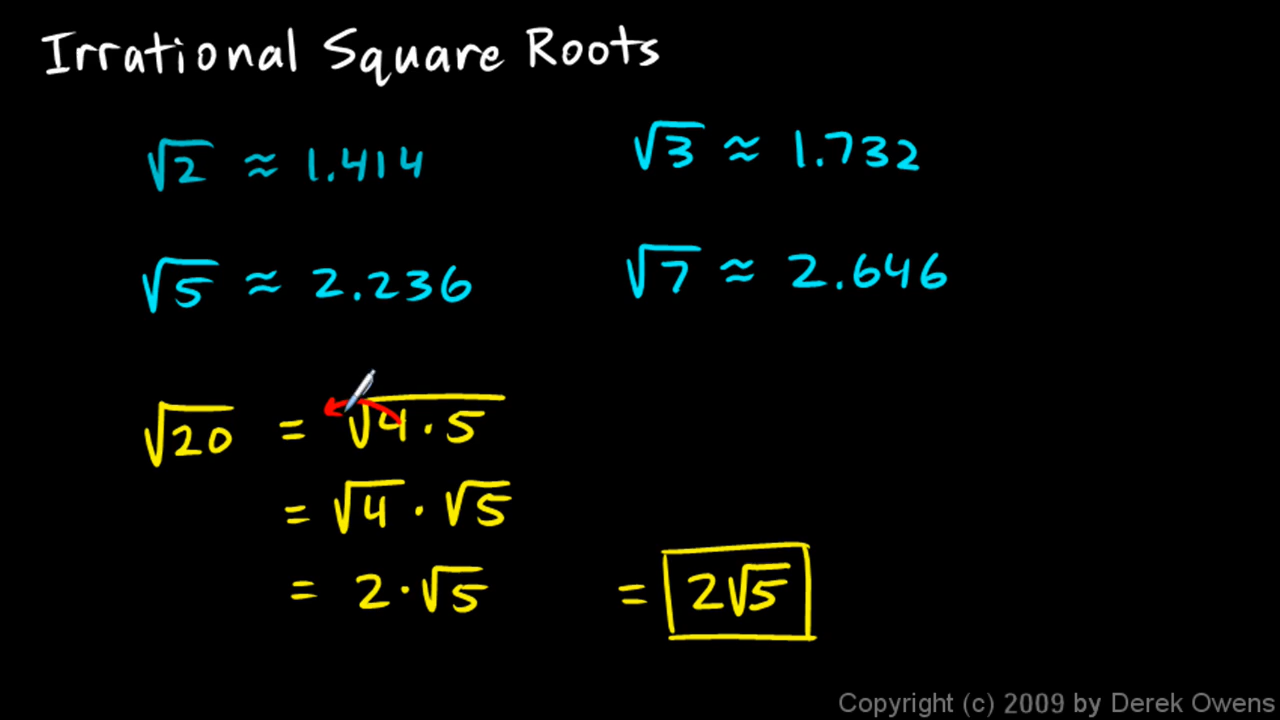 Irrational Square Roots
√2 ≈ 1.414 √3 ≈ 1.732
√5 ≈ 2.236 √7 ≈ 2.646
√20 = √4·5
= √4 · √5
= 2·√5 = 2√5
Copyright (c) 2009 by Derek Owens